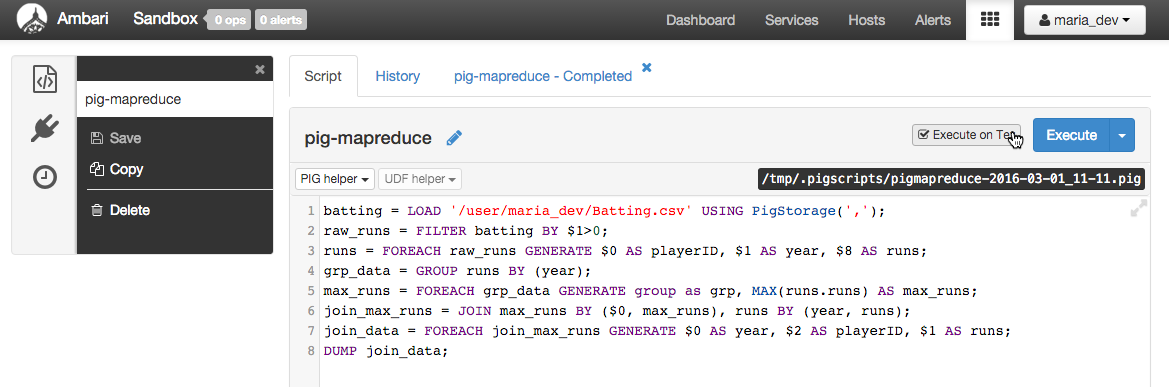 Ambari Sandbox 0 ops 0 alerts Dashboard Services Hosts Alerts maria_dev
Script History pig-mapreduce - Completed
pig-mapreduce
Save
Copy
Delete
pig-mapreduce Execute on Te Execute
PIG helper UDF helper /tmp/.pigscripts/pigmapreduce-2016-03-01_11-11.pig
1 batting = LOAD '/user/maria_dev/Batting.csv' USING PigStorage(',');
2 raw_runs = FILTER batting BY $1>0;
3 runs = FOREACH raw_runs GENERATE $0 AS playerID, $1 AS year, $8 AS runs;
4 grp_data = GROUP runs BY (year);
5 max_runs = FOREACH grp_data GENERATE group as grp, MAX(runs.runs) AS max_runs;
6 join_max_runs = JOIN max_runs BY ($0, max_runs), runs BY (year, runs);
7 join_data = FOREACH join_max_runs GENERATE $0 AS year, $2 AS playerID, $1 AS runs;
8 DUMP join_data;